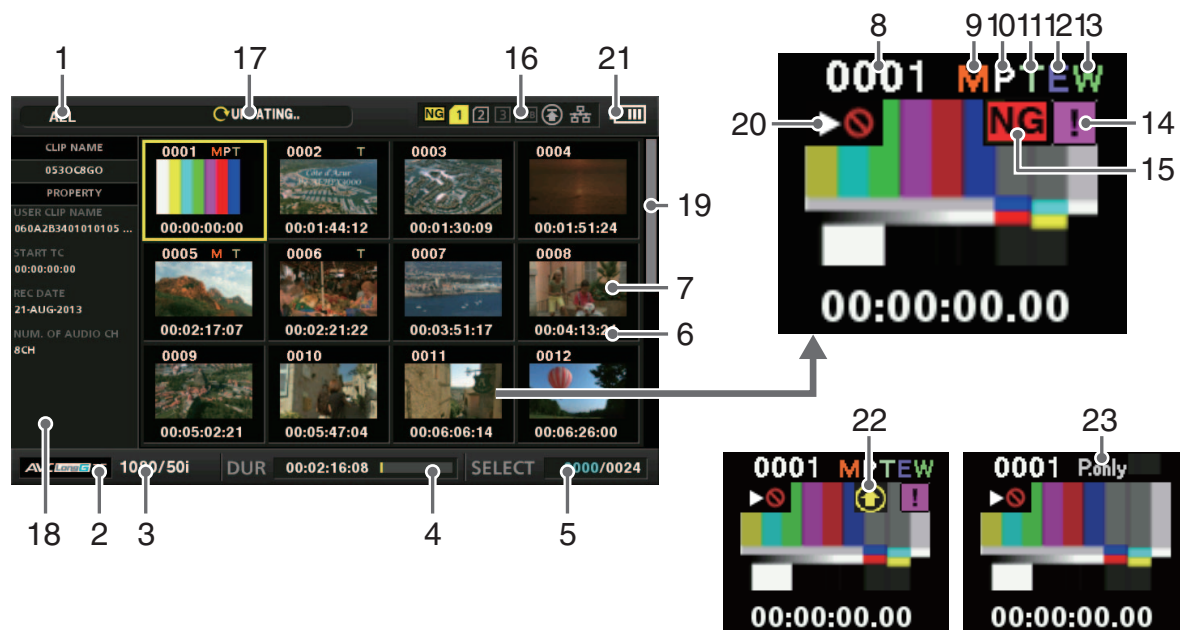 1 17 16 21
ALL UPDATING.. NG 1 2 3
CLIP NAME
053OC8GO
PROPERTY
USER CLIP NAME
060A2B3401010105 ...
START TC
00:00:00:00
REC DATE
21-AUG-2013
NUM. OF AUDIO CH
8CH
0001 MPT 0002 T 0003 0004
Côte d'Azur
00:00:00:00 00:01:44:12 00:01:30:09 00:01:51:24
0005 M T 0006 T 0007 0008
00:02:17:07 00:02:21:22 00:03:51:17 00:04:13:21
0009 0010 0011 0012
00:05:02:21 00:05:47:04 00:06:06:14 00:06:26:00
19
7
6
AVC LongG 1080/50i DUR 00:02:16:08 SELECT 0000/0024
18 2 3 4 5
8 9 10 11 12 13
0001 MPTEW
20 NG ! 14
15
00:00:00.00
22 23
0001 MPTEW 0001 P.only
!
00:00:00.00 00:00:00.00